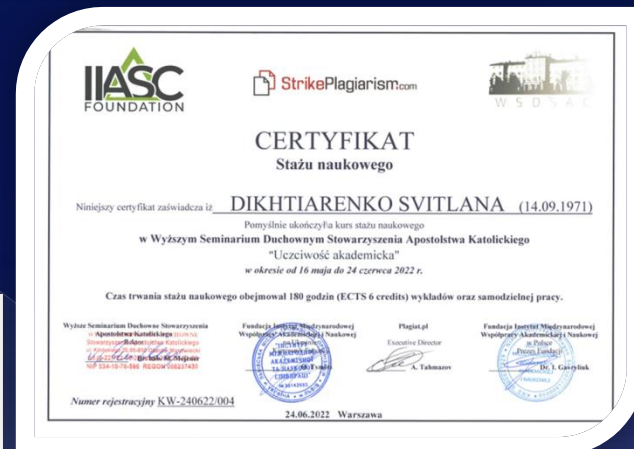 IIASC
FOUNDATION
StrikePlagiarism.com
WSDSAK
CERTYFIKAT
Stażu naukowego
Niniejszy certyfikat zaświadcza iż DIKHTIARENKO SVITLANA (14.09.1971)
Pomyślnie ukończył\a kurs stażu naukowego
w Wyższym Seminarium Duchownym Stowarzyszenia Apostolstwa Katolickiego
"Uczciwość akademicka"
w okresie od 16 maja do 24 czerwca 2022 r.
Czas trwania stażu naukowego obejmował 180 godzin (ECTS 6 credits) wykładów oraz samodzielnej pracy.
Wyższe Seminarium Duchowne Stowarzyszenia
Apostolstwa Katolickiego
Rektor
Fundacja Instytut Międzynarodowej
Współpracy Akademickiej i Naukowej
Plagiat.pl
Executive Director
A. Tahmazov
Fundacja Instytut Międzynarodowej
Współpracy Akademickiej i Naukowej
w Polsce
Prezes Fundacji
Dr. I. Gavryliuk
Numer rejestracyjny KW-240622/004
24.06.2022 Warszawa